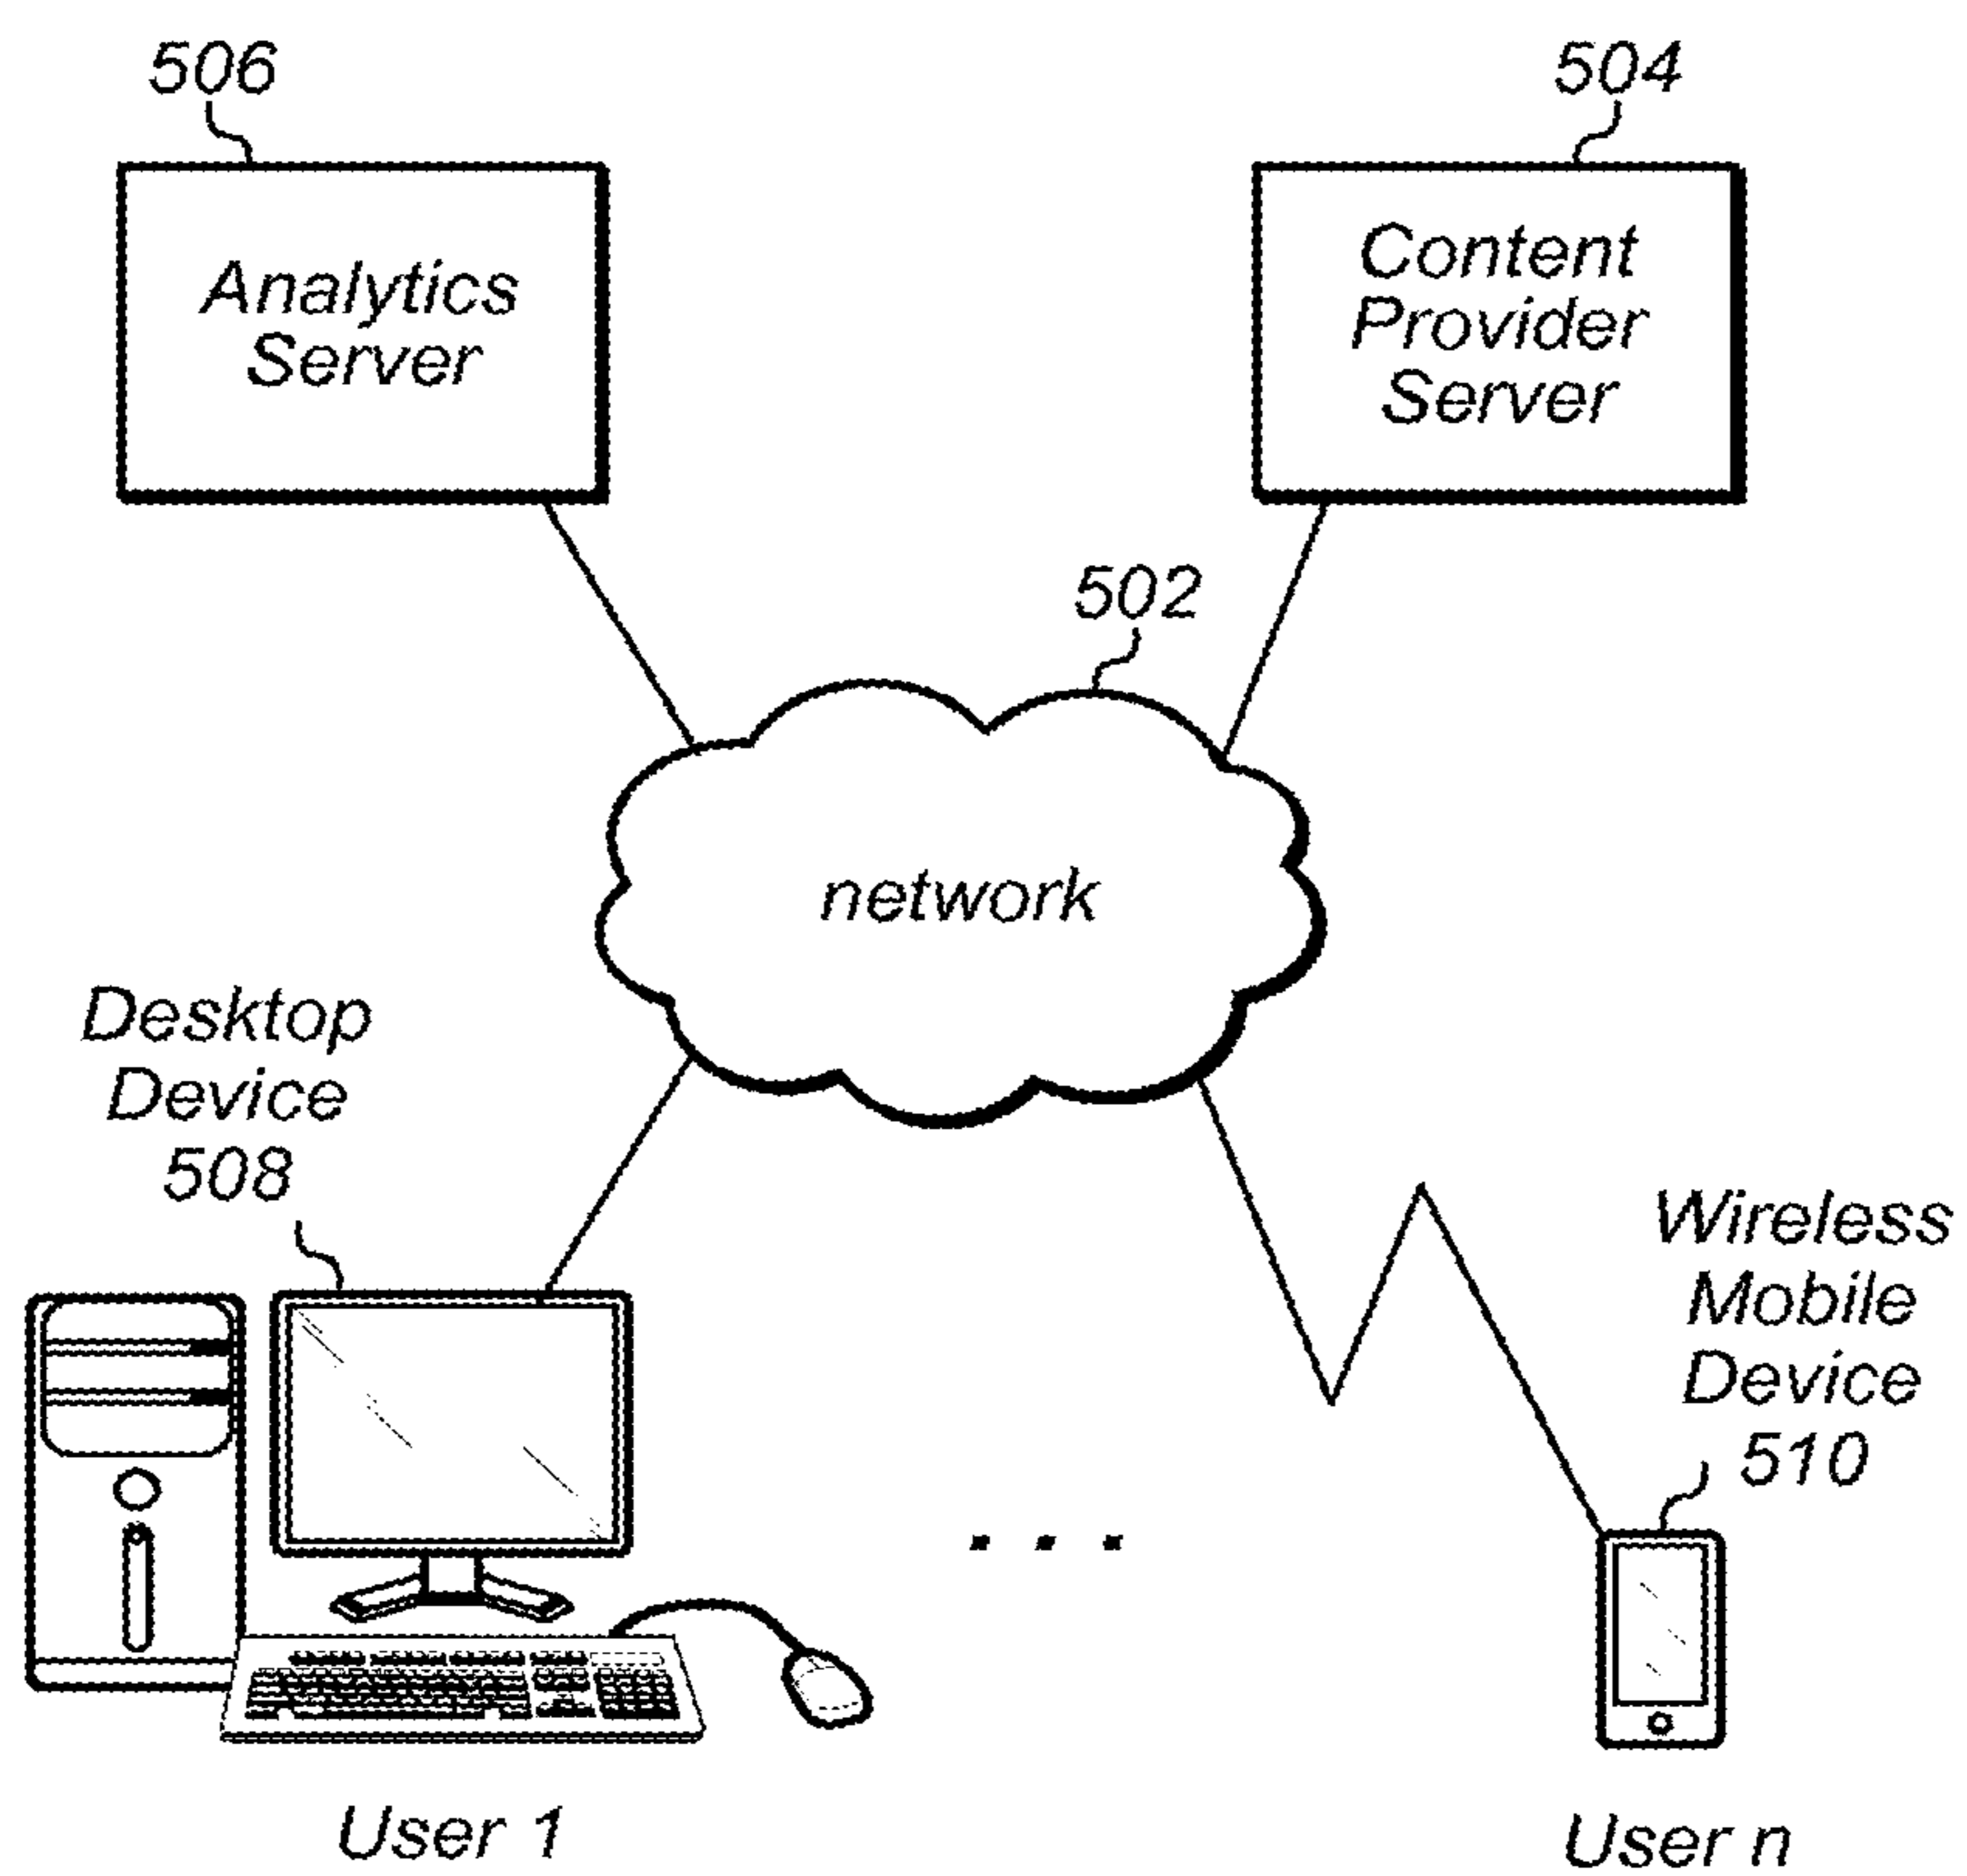 506
504
Analytics
Server
Content
Provider
Server
502
network
Desktop
Device
508
Wireless
Mobile
Device
510
. . .
User 1
User n